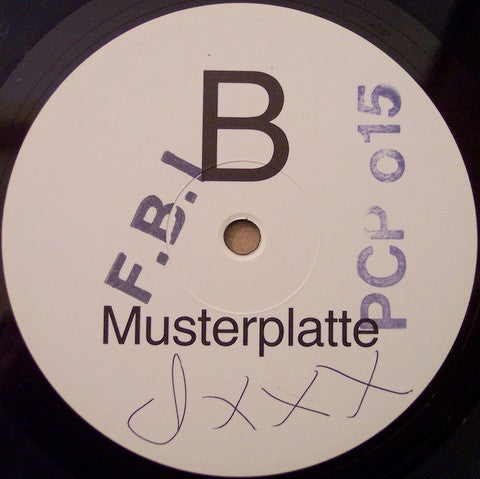 B
F.B.I
PCP 015
Musterplatte